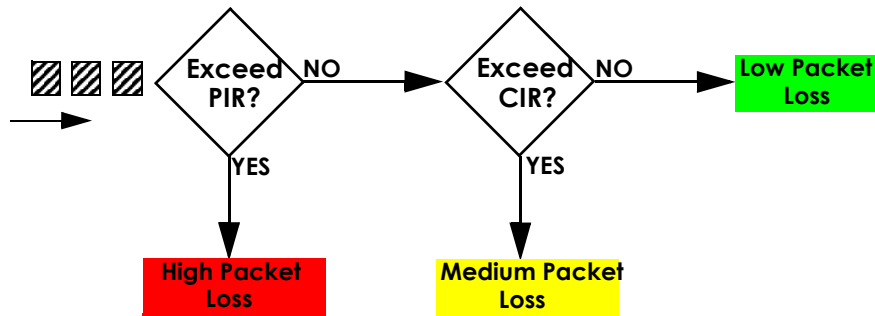 Exceed
PIR?
NO
Exceed
CIR?
NO
Low Packet
Loss
YES
YES
High Packet
Loss
Medium Packet
Loss